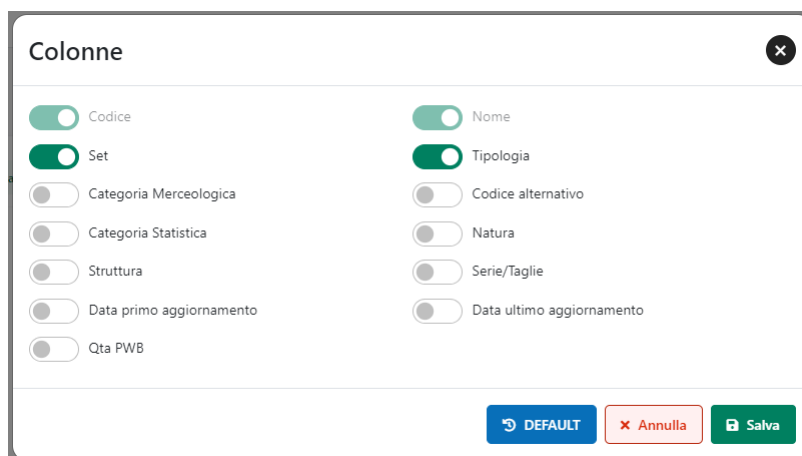 Colonne
Codice
Nome
Set
Tipologia
Categoria Merceologica
Codice alternativo
Categoria Statistica
Natura
Struttura
Serie/Taglie
Data primo aggiornamento
Data ultimo aggiornamento
Qta PWB
DEFAULT
Annulla
Salva